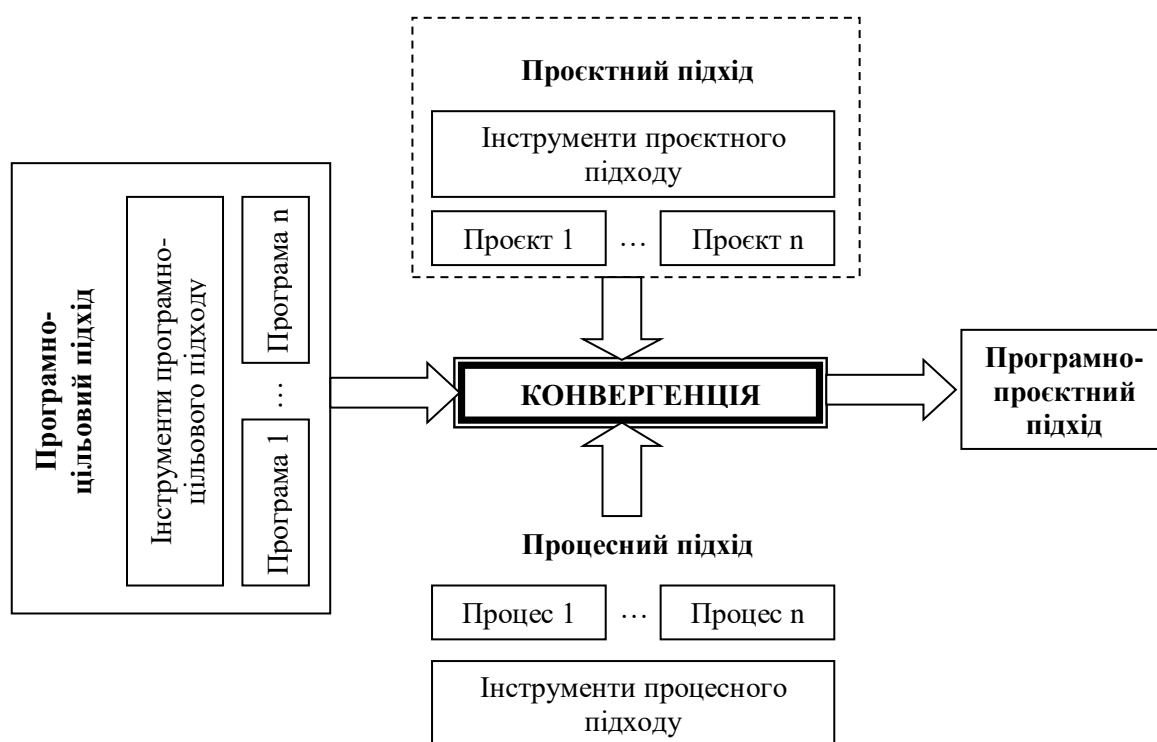 Проєктний підхід
Інструменти проєктного
підходу
Проєкт 1
…
Проєкт n
Програмно-
цільовий підхід
Інструменти програмно-
цільового підходу
Програма 1
…
Програма n
КОНВЕРГЕНЦІЯ
Програмно-
проєктний
підхід
Процесний підхід
Процес 1
…
Процес n
Інструменти процесного
підходу